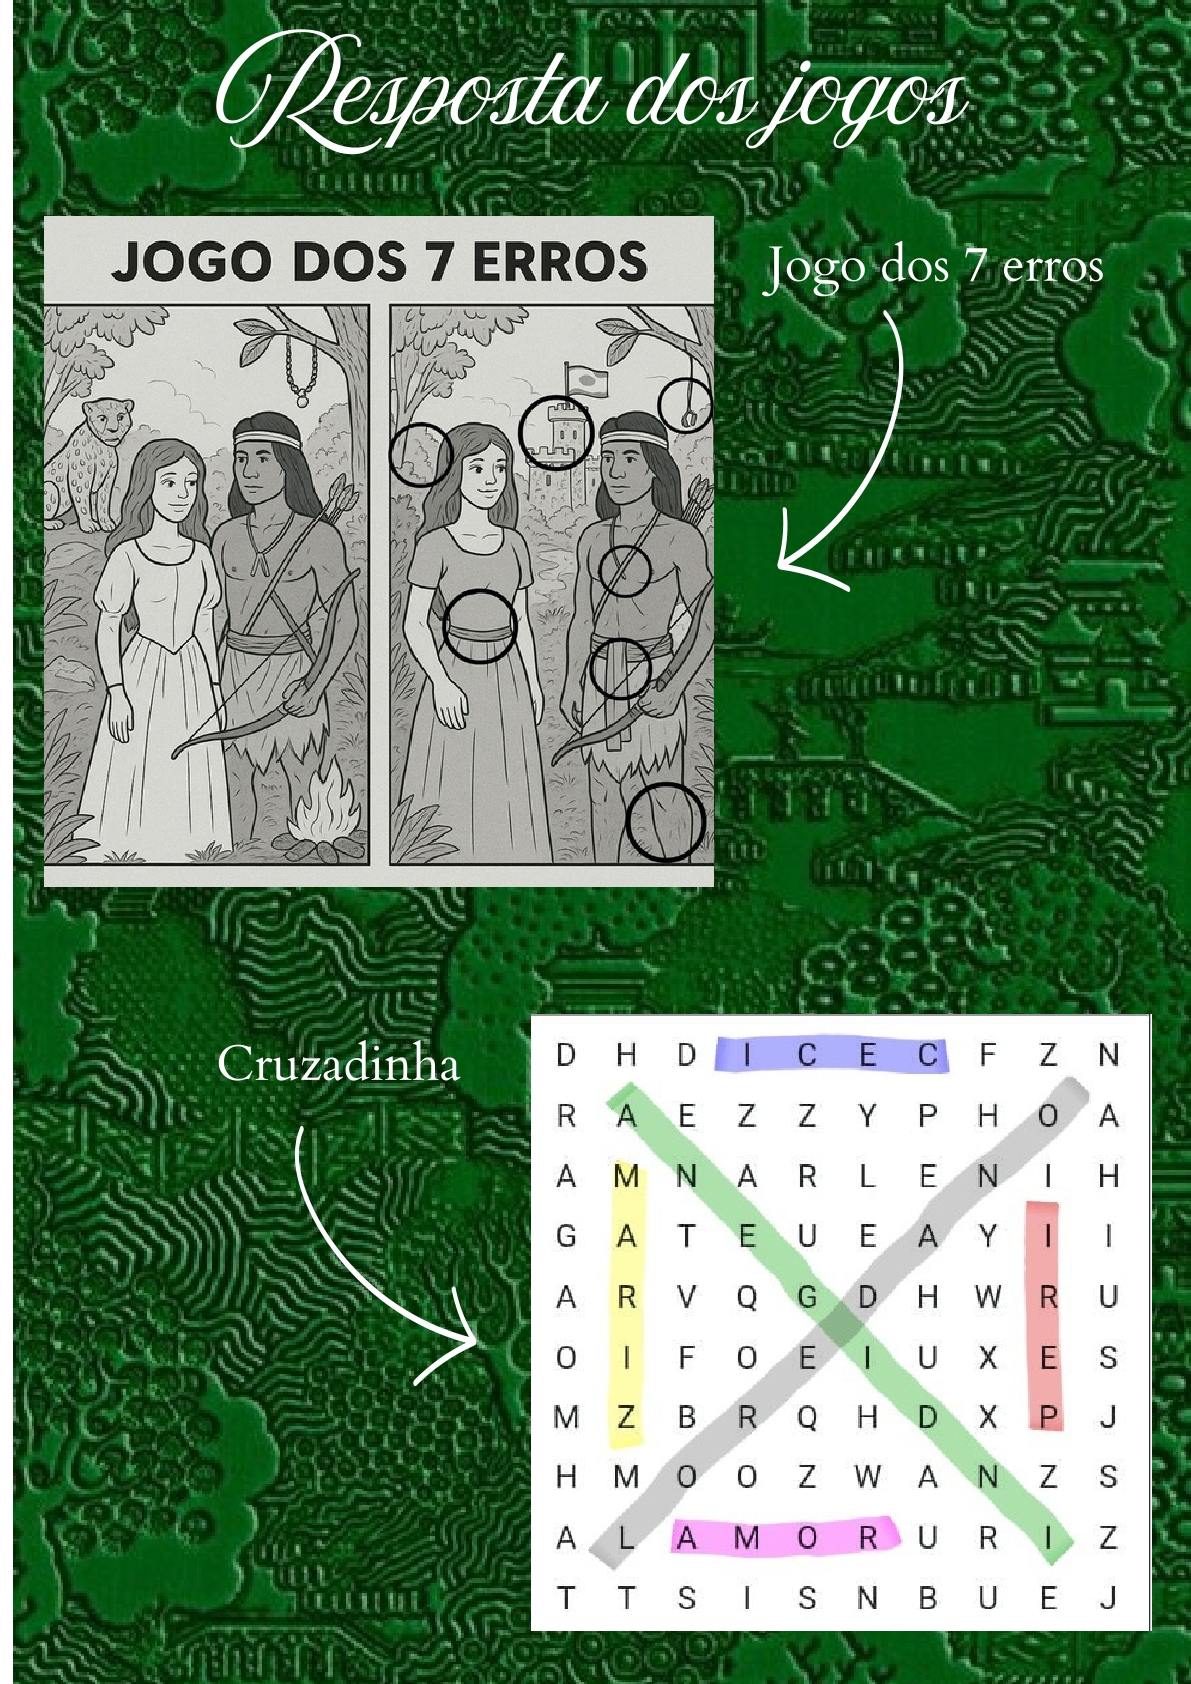 Resposta dos jogos
JOGO DOS 7 ERROS
Jogo dos 7 erros
Cruzadinha
D H D I C E C F Z N
R A E Z Z Y P H O A
A M N A R L E N I H
G A T E U E A Y I I
A R V Q G D H W R U
O I F O E I U X E S
M Z B R Q H D X P J
H M O O Z W A N Z S
A L A M O R U R I Z
T T S I S N B U E J